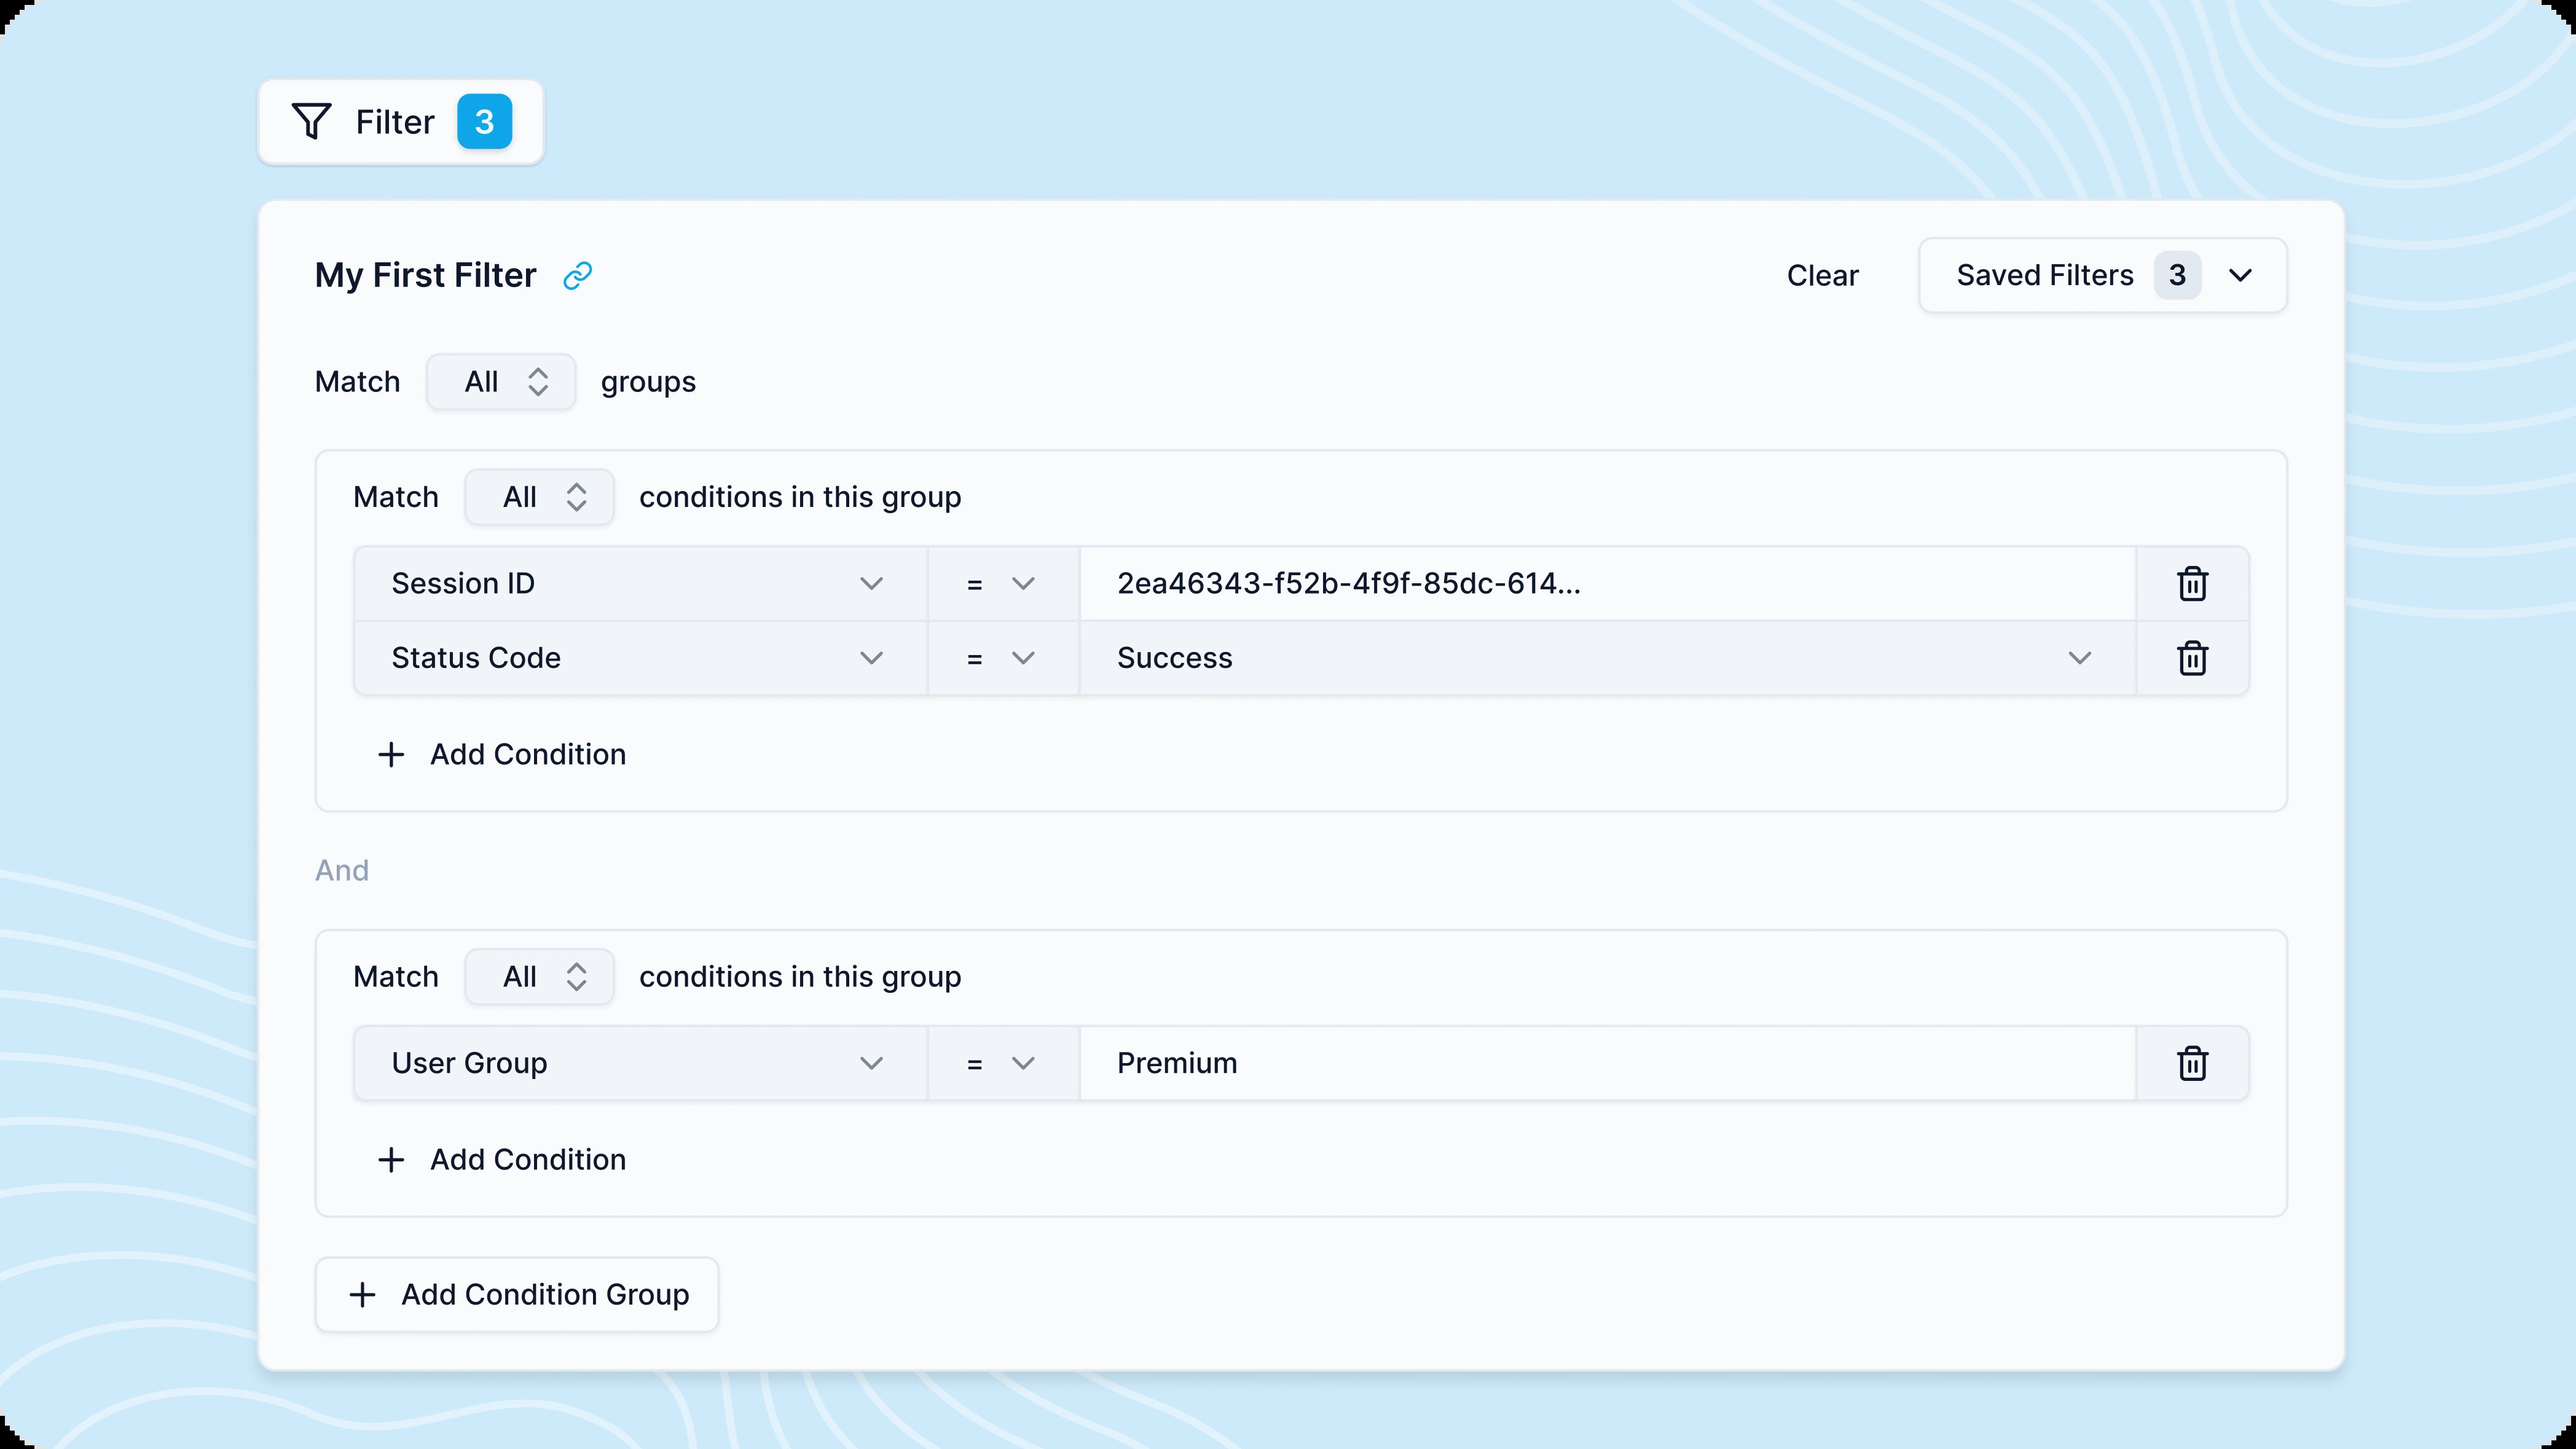 Filter 3
My First Filter Clear Saved Filters 3
Match All groups
Match All conditions in this group
Session ID = 2ea46343-f52b-4f9f-85dc-614...
Status Code = Success
+ Add Condition
And
Match All conditions in this group
User Group = Premium
+ Add Condition
+ Add Condition Group